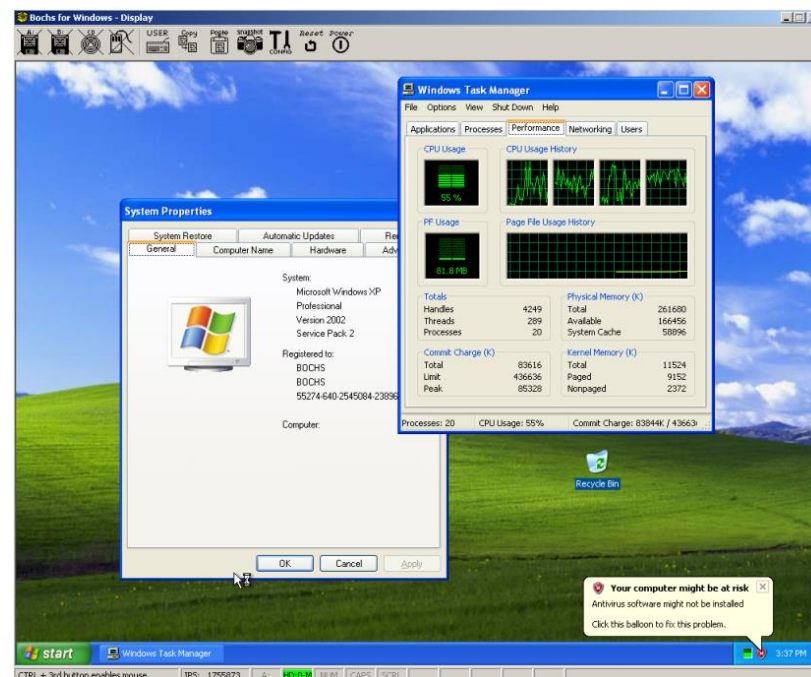 Bochs for Windows - Display
A:
B:
CD
USER
Copy
Paste
snapshot
CONFIG
Reset
Power
Windows Task Manager
File Options View Shut Down Help
Applications Processes Performance Networking Users
CPU Usage
CPU Usage History
55 %
PF Usage
Page File Usage History
81.8 MB
Totals
Handles 4249
Threads 289
Processes 20
Physical Memory (K)
Total 261680
Available 166456
System Cache 58896
Commit Charge (K)
Total 83616
Limit 436636
Peak 85328
Kernel Memory (K)
Total 11524
Paged 9152
Nonpaged 2372
Processes: 20 CPU Usage: 55% Commit Charge: 83844K / 43663
System Properties
System Restore Automatic Updates Re
General Computer Name Hardware Adv
System:
Microsoft Windows XP
Professional
Version 2002
Service Pack 2
Registered to:
BOCHS
BOCHS
55274-640-2545084-23896
Computer:
OK Cancel Apply
Recycle Bin
Your computer might be at risk
Antivirus software might not be installed
Click this balloon to fix this problem.
start
Windows Task Manager
3:37 PM
CTRL + 3rd button enables mouse IPS: 1755873 A: HD:0-M NUM CAPS SCRL